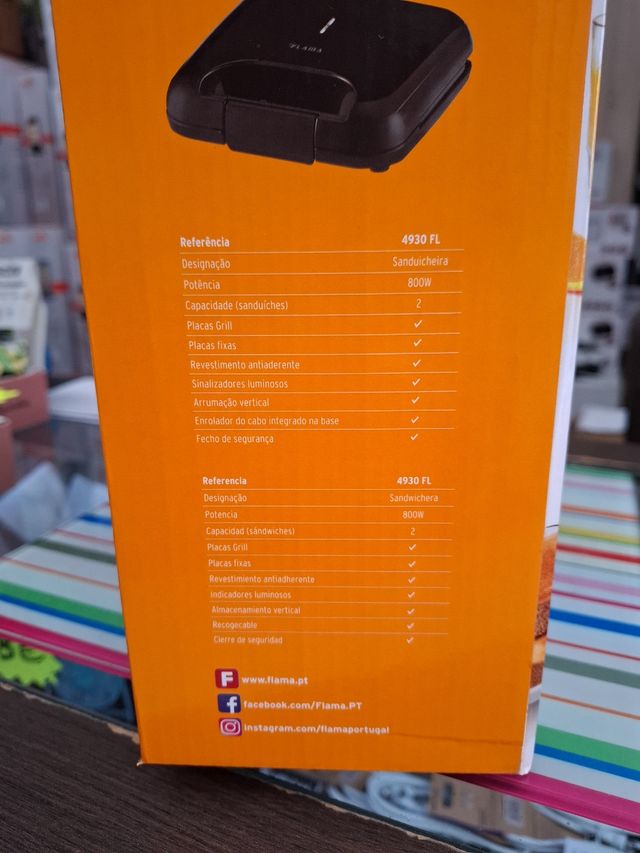 FLAMA
Referência 4930 FL
Designação Sanduicheira
Potência 800W
Capacidade (sanduíches) 2
Placas Grill ✓
Placas fixas ✓
Revestimento antiaderente ✓
Sinalizadores luminosos ✓
Arrumação vertical ✓
Enrolador do cabo integrado na base ✓
Fecho de segurança ✓
Referencia 4930 FL
Designação Sandwichera
Potencia 800W
Capacidad (sándwiches) 2
Placas Grill ✓
Placas fixas ✓
Revestimiento antiadherente ✓
Indicadores luminosos ✓
Almacenamiento vertical ✓
Recogecable ✓
Cierre de seguridad ✓
F www.flama.pt
f facebook.com/Flama.PT
instagram.com/flamaportugal